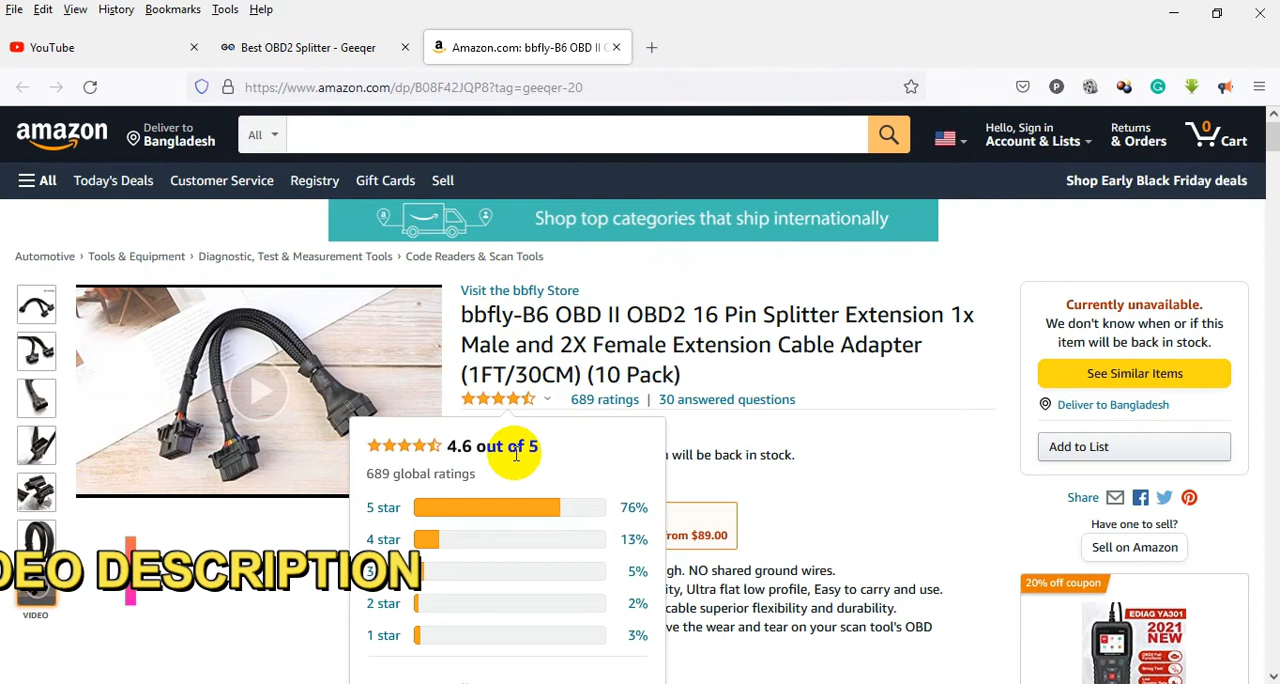 File Edit View History Bookmarks Tools Help
YouTube
Best OBD2 Splitter - Geeqer
Amazon.com: bbfly-B6 OBD II
https://www.amazon.com/dp/B08F42JQP8?tag=geeqer-20
amazon
Deliver to
Bangladesh
All
Hello, Sign in
Account & Lists
Returns
& Orders
0
Cart
All Today's Deals Customer Service Registry Gift Cards Sell
Shop Early Black Friday deals
Shop top categories that ship internationally
Automotive › Tools & Equipment › Diagnostic, Test & Measurement Tools › Code Readers & Scan Tools
Visit the bbfly Store
bbfly-B6 OBD II OBD2 16 Pin Splitter Extension 1x
Male and 2X Female Extension Cable Adapter
(1FT/30CM) (10 Pack)
689 ratings | 30 answered questions
4.6 out of 5
689 global ratings
5 star 76%
4 star 13%
3 5%
2 star 2%
1 star 3%
will be back in stock.
from $89.00
gh. NO shared ground wires.
ity, Ultra flat low profile, Easy to carry and use.
cable superior flexibility and durability.
ve the wear and tear on your scan tool's OBD
DEO DESCRIPTION
VIDEO
Currently unavailable.
We don't know when or if this
item will be back in stock.
See Similar Items
Deliver to Bangladesh
Add to List
Share
Have one to sell?
Sell on Amazon
20% off coupon
EDIAG YA301
2021
NEW